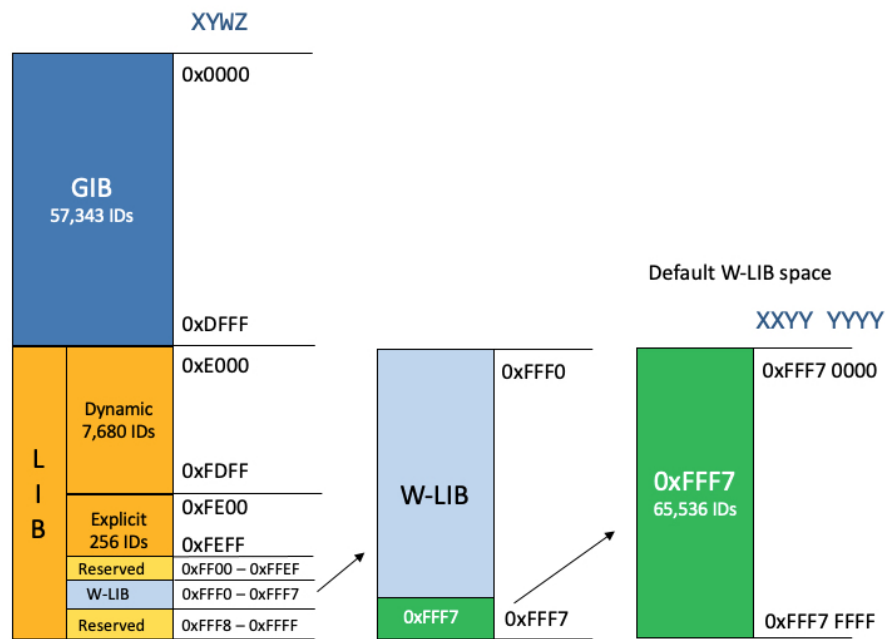 XYWZ
0x0000
GIB
57,343 IDs
0xDFFF
0xE000
Dynamic
7,680 IDs
0xFDFF
L
I
B
0xFE00
Explicit
256 IDs
0xFEFF
Reserved
0xFF00 – 0xFFEF
W-LIB
0xFFF0 – 0xFFF7
Reserved
0xFFF8 – 0xFFFF
0xFFF0
W-LIB
0xFFF7
0xFFF7
Default W-LIB space
XXYY YYYY
0xFFF7 0000
0xFFF7
65,536 IDs
0xFFF7 FFFF